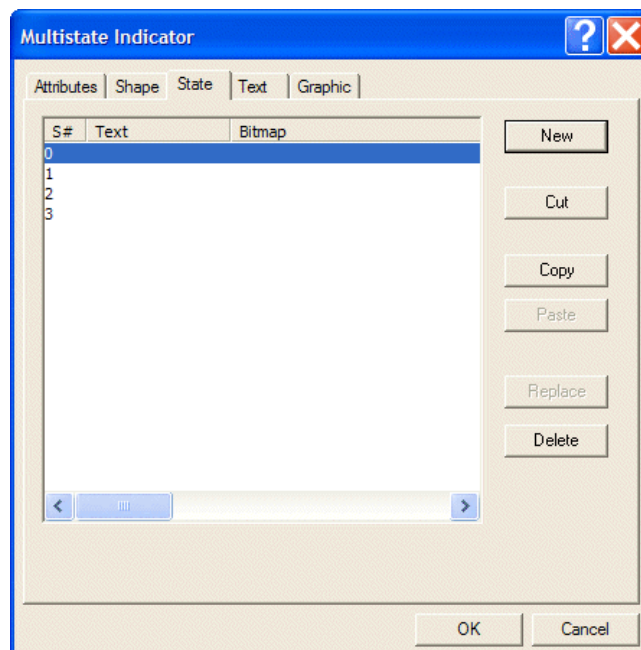 Multistate Indicator
Attributes Shape State Text Graphic
S# Text Bitmap
0
1
2
3
New
Cut
Copy
Paste
Replace
Delete
OK Cancel